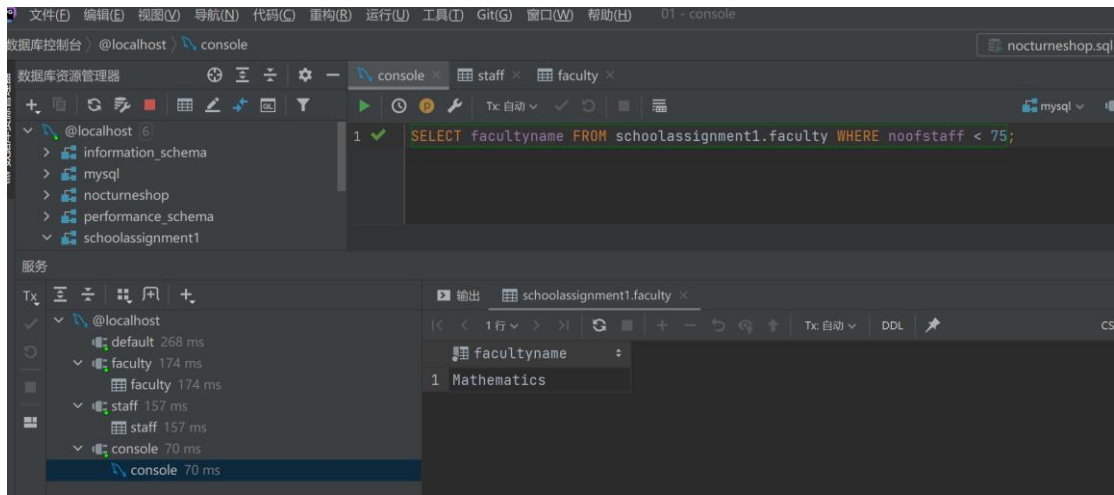 文件(F) 编辑(E) 视图(V) 导航(N) 代码(C) 重构(R) 运行(U) 工具(T) Git(G) 窗口(W) 帮助(H) 01 - console
数据库控制台 〉 @localhost 〉 console nocturneshop.sql
数据库资源管理器 console staff faculty
Tx: 自动 mysql
@localhost 6
1 SELECT facultyname FROM schoolassignment1.faculty WHERE noofstaff < 75;
information_schema
mysql
nocturneshop
performance_schema
schoolassignment1
服务
Tx 输出 schoolassignment1.faculty
@localhost 1行 Tx: 自动 DDL CS
default 268 ms
facultyname
faculty 174 ms
faculty 174 ms
1 Mathematics
staff 157 ms
staff 157 ms
console 70 ms
console 70 ms